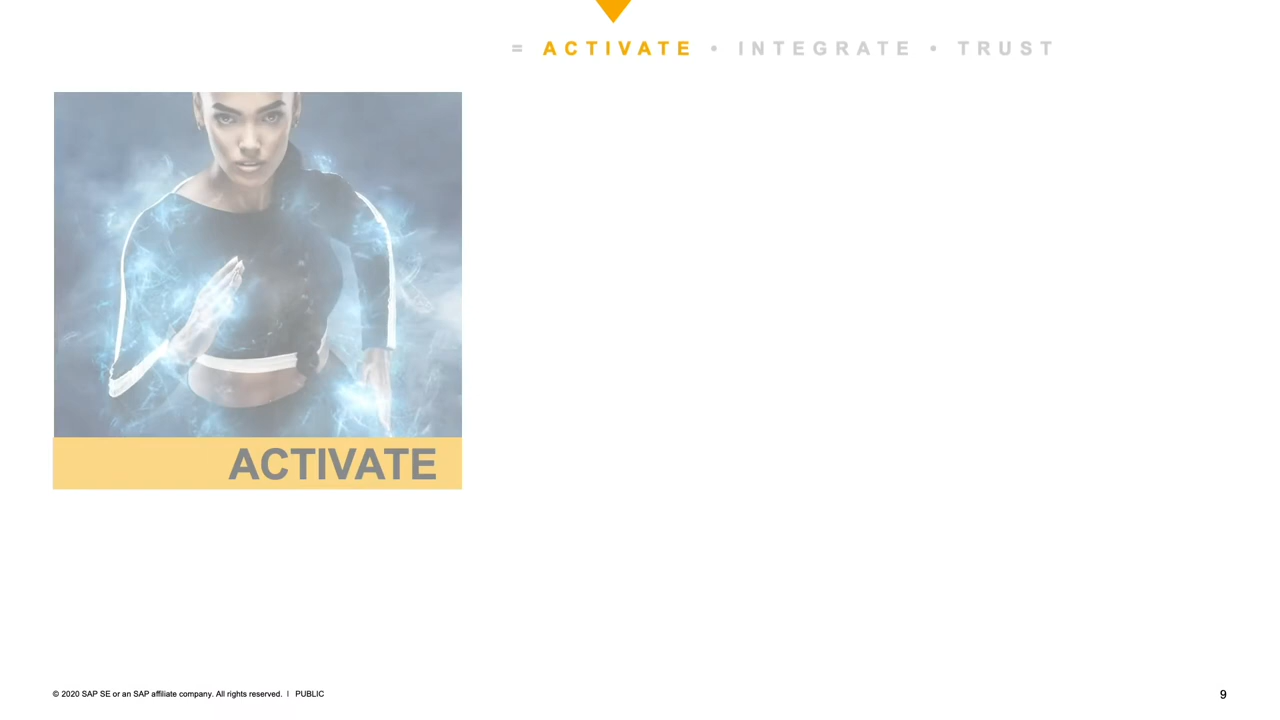 = ACTIVATE • INTEGRATE • TRUST
ACTIVATE
© 2020 SAP SE or an SAP affiliate company. All rights reserved. | PUBLIC
9